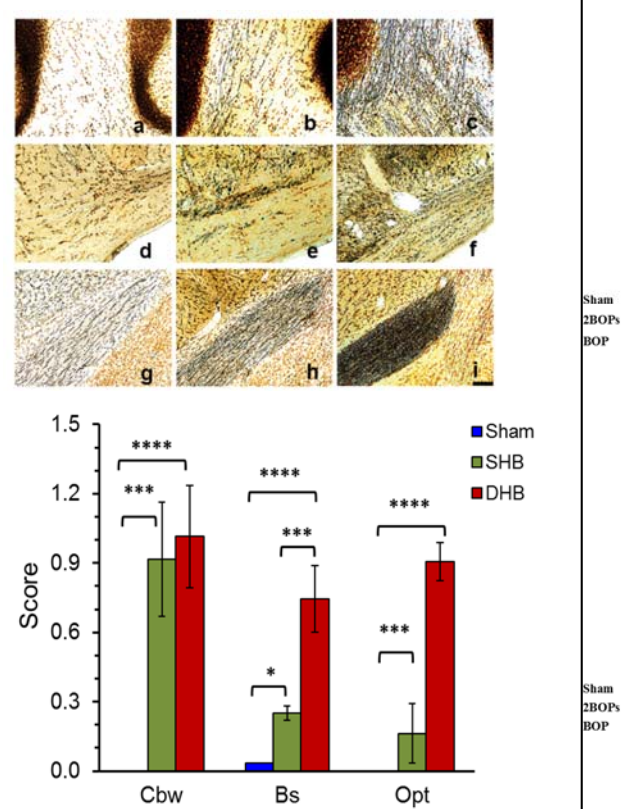 a b c
d e f
g h i
Sham
2BOPs
BOP
1.5
1.2
0.9
0.6
0.3
0.0
Score
Sham
SHB
DHB
****
***
****
***
*
****
***
Cbw Bs Opt
Sham
2BOPs
BOP